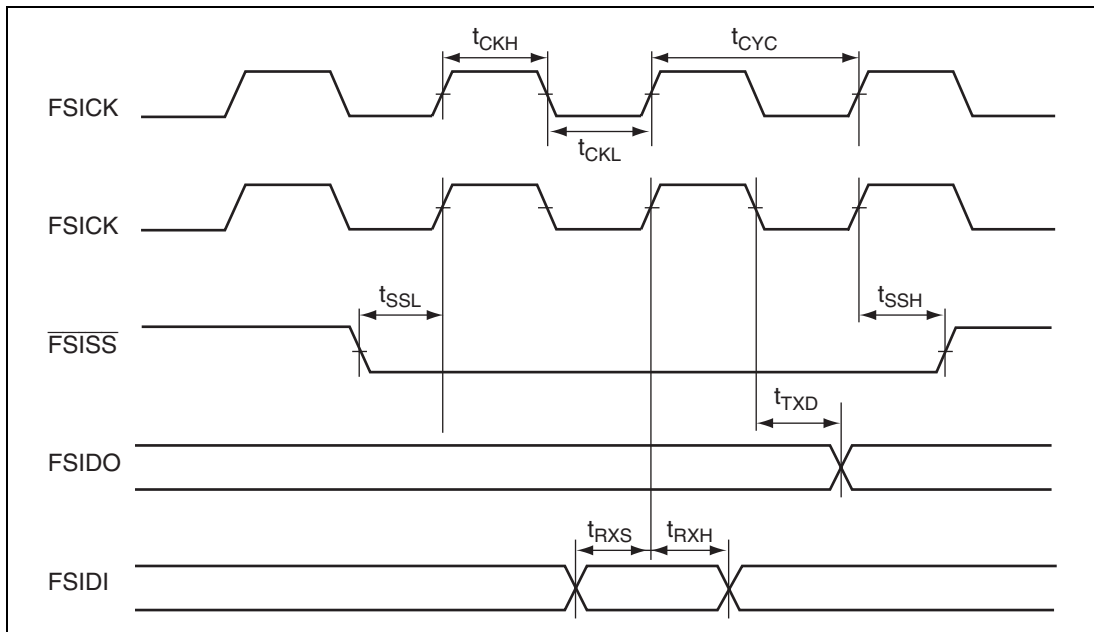 tCKH
tCYC
FSICK
tCKL
FSICK
tSSL
tSSH
FSISS
tTXD
FSIDO
tRXS
tRXH
FSIDI